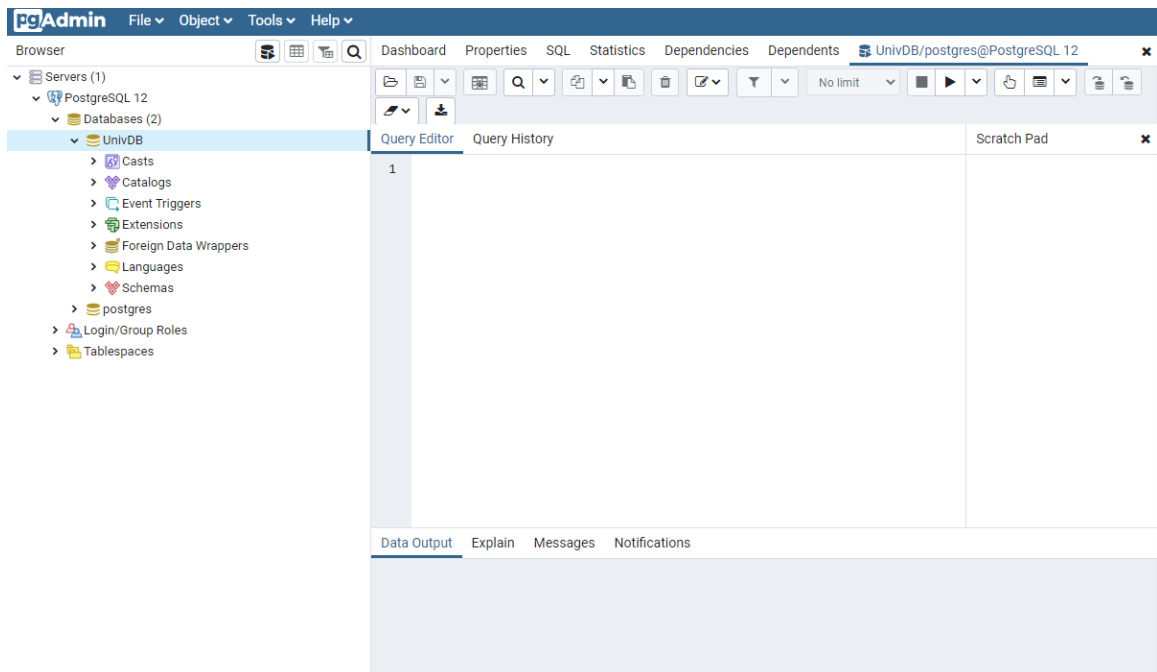 pgAdmin File Object Tools Help
Browser
Dashboard Properties SQL Statistics Dependencies Dependents UnivDB/postgres@PostgreSQL 12
Servers (1)
PostgreSQL 12
Databases (2)
UnivDB
Casts
Catalogs
Event Triggers
Extensions
Foreign Data Wrappers
Languages
Schemas
postgres
Login/Group Roles
Tablespaces
No limit
Query Editor Query History
Scratch Pad
1
Data Output Explain Messages Notifications